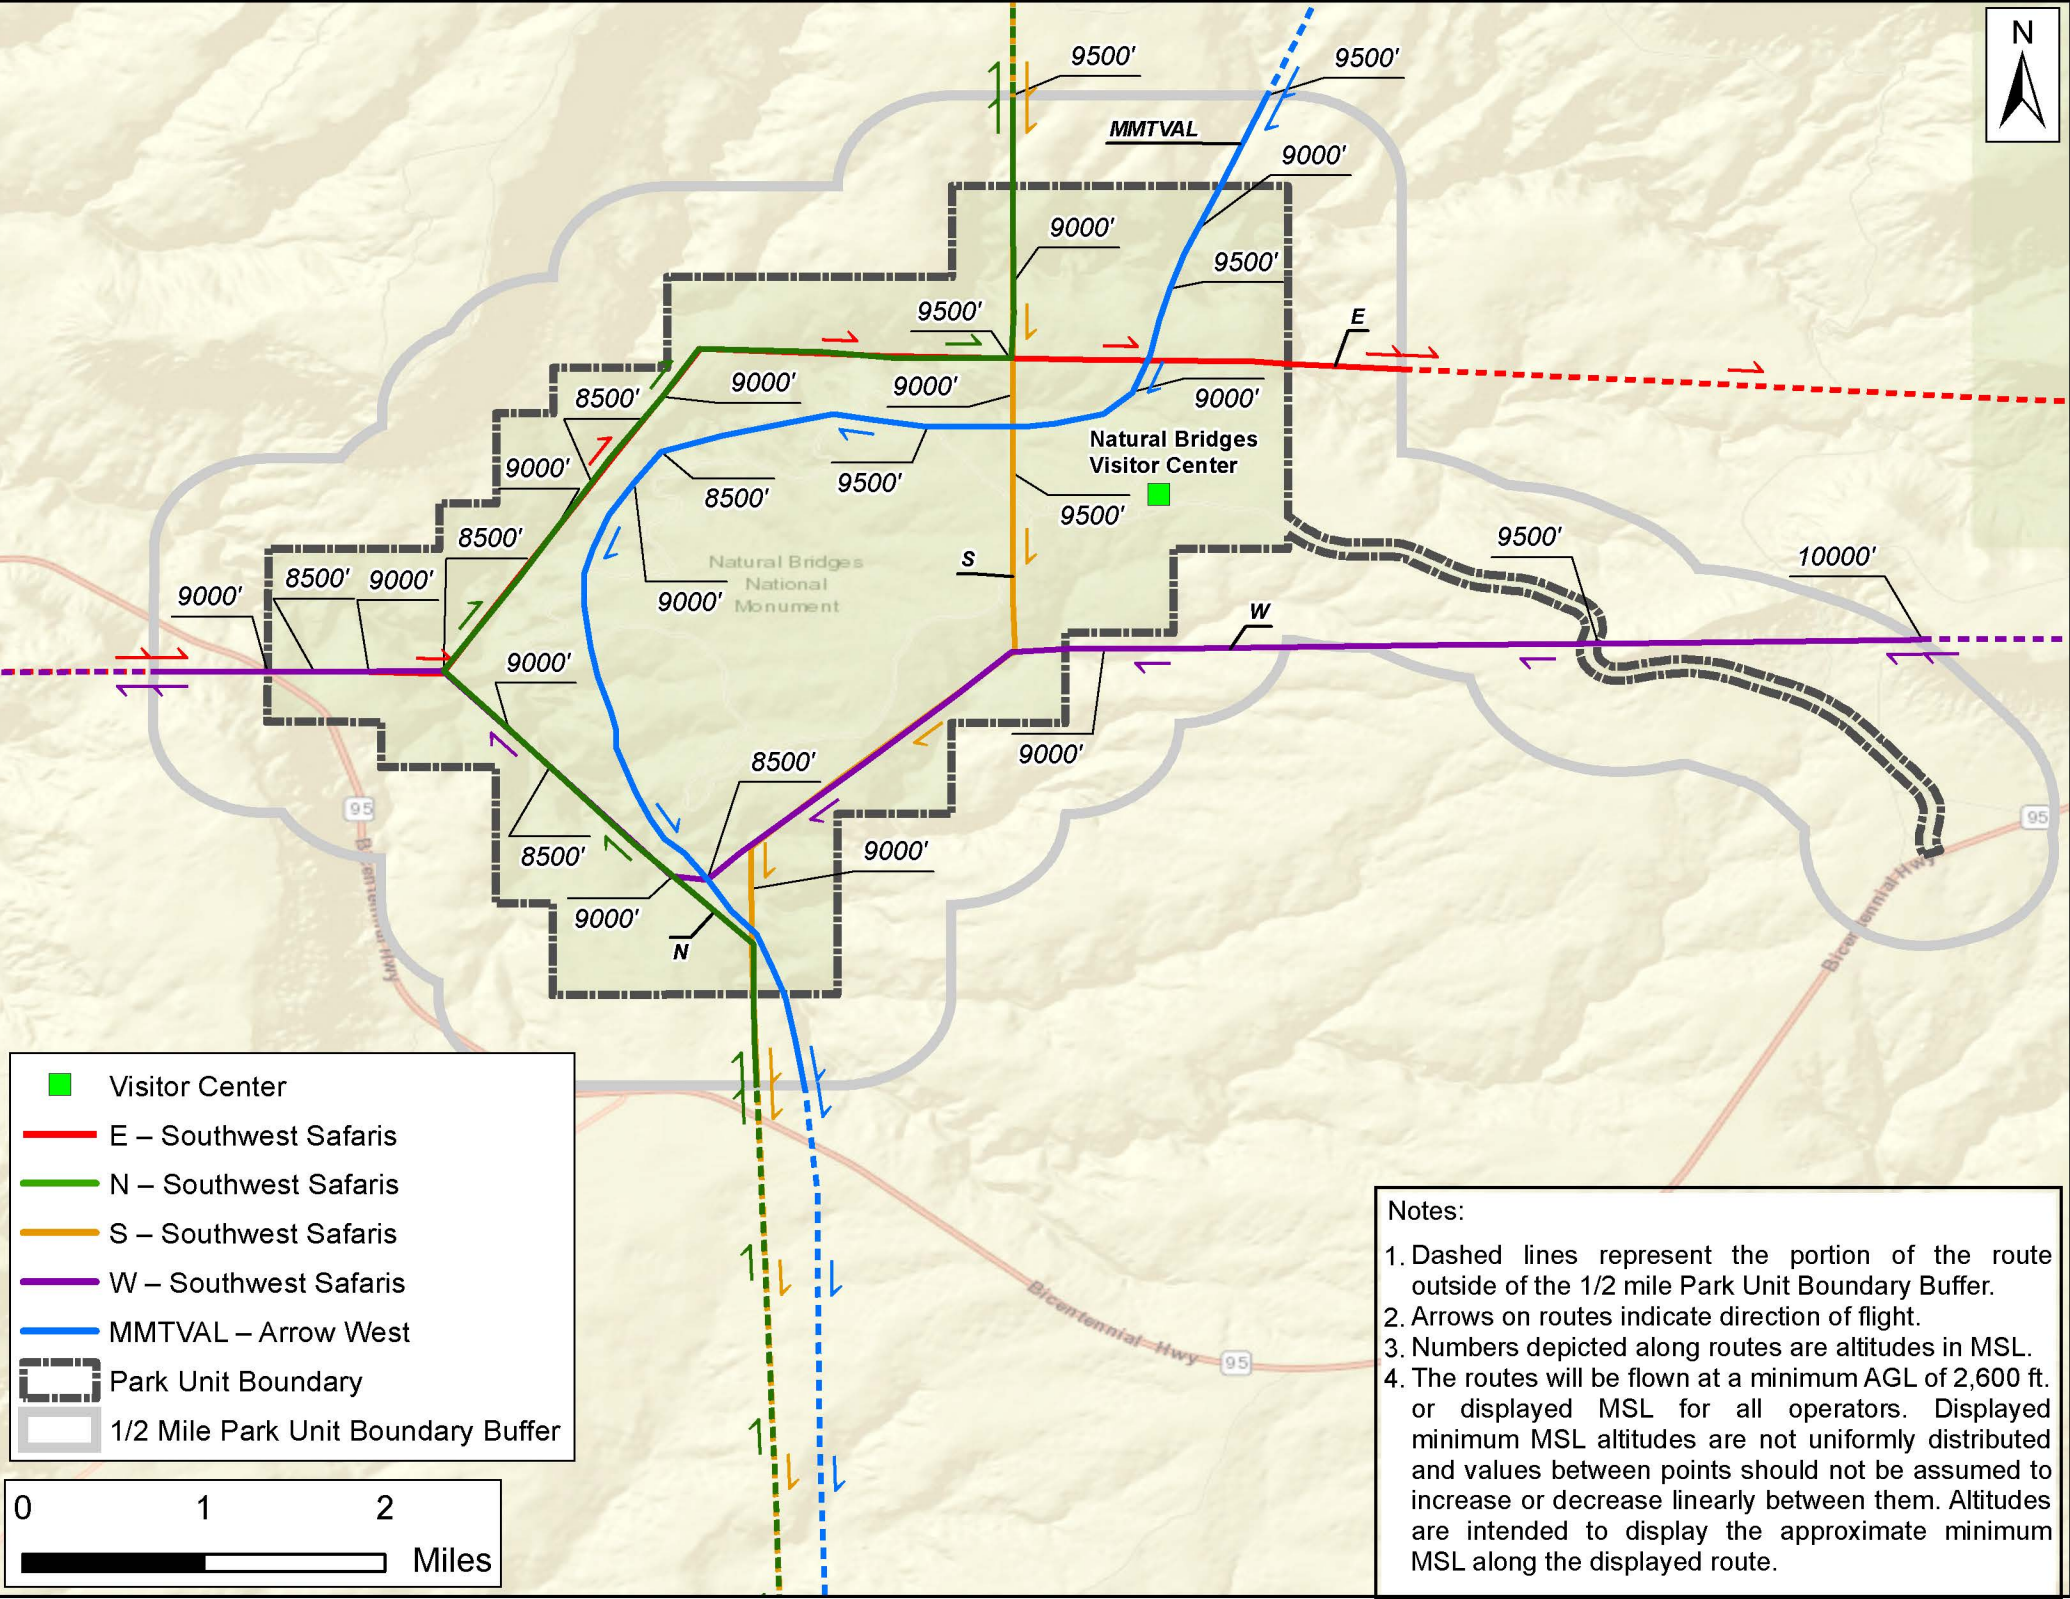 N
9500'
9500'
MMTVAL
9000'
9000'
9500'
9500'
E
9000'
9000'
8500'
9000'
Natural Bridges
Visitor Center
9000'
8500'
9500'
9500'
8500'
9500'
10000'
Natural Bridges
National
Monument
S
9000'
8500'
9000'
9000'
W
9000'
9000'
8500'
95
Bicentennial Hwy
95
Bicentennial Hwy
8500'
9000'
9000'
N
Visitor Center
E – Southwest Safaris
N – Southwest Safaris
S – Southwest Safaris
W – Southwest Safaris
MMTVAL – Arrow West
Park Unit Boundary
1/2 Mile Park Unit Boundary Buffer
Bicentennial Hwy
95
0 1 2
Miles
Notes:
1. Dashed lines represent the portion of the route
outside of the 1/2 mile Park Unit Boundary Buffer.
2. Arrows on routes indicate direction of flight.
3. Numbers depicted along routes are altitudes in MSL.
4. The routes will be flown at a minimum AGL of 2,600 ft.
or displayed MSL for all operators. Displayed
minimum MSL altitudes are not uniformly distributed
and values between points should not be assumed to
increase or decrease linearly between them. Altitudes
are intended to display the approximate minimum
MSL along the displayed route.